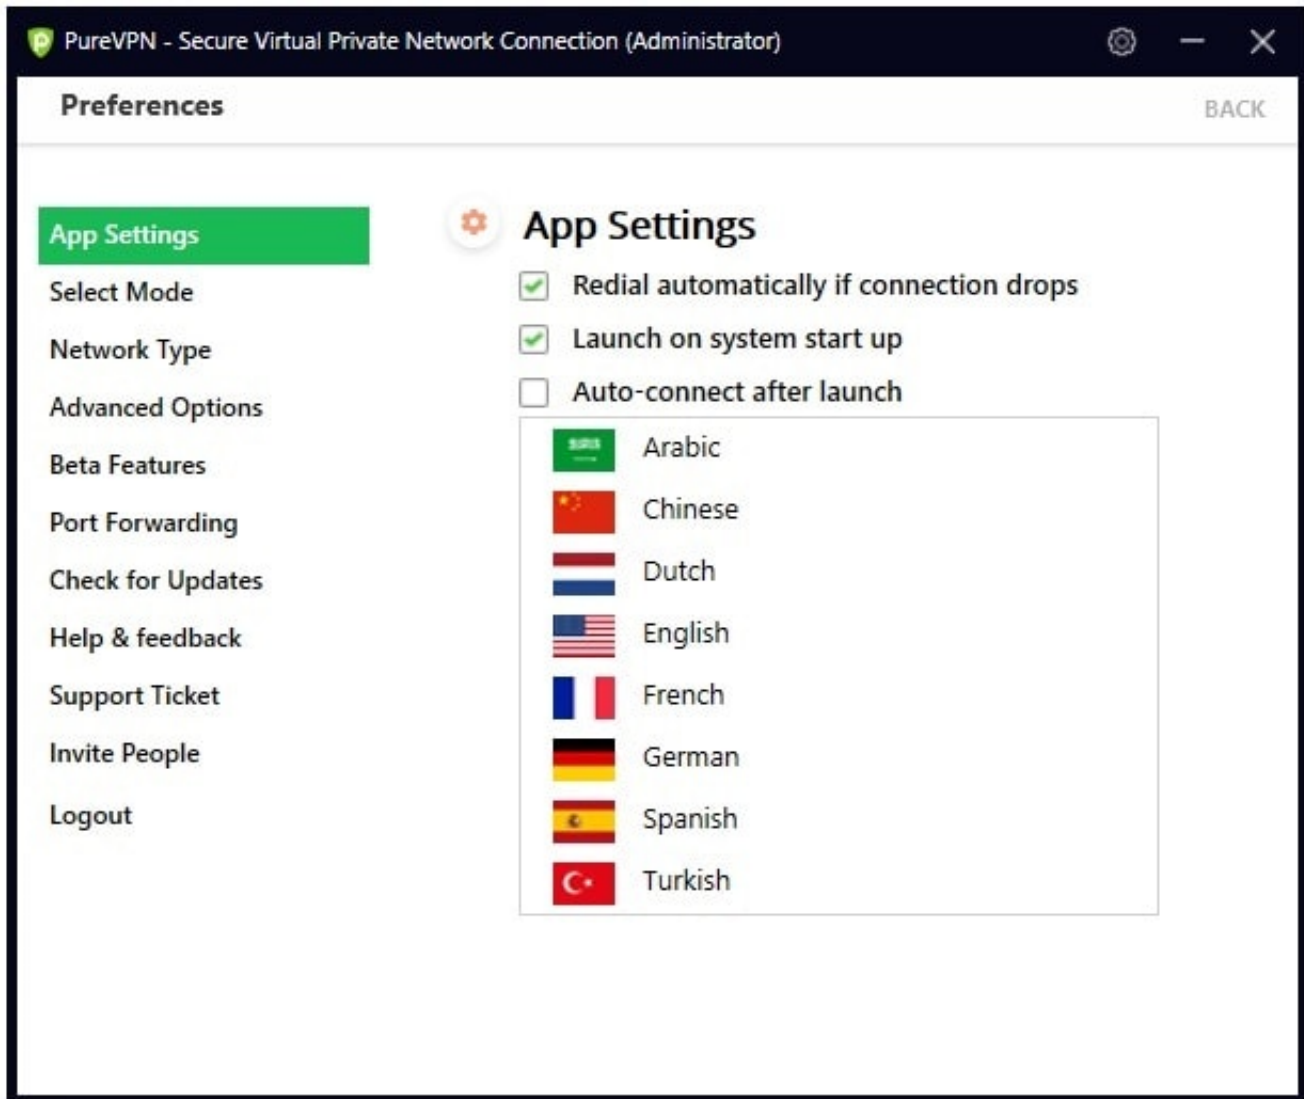 PureVPN - Secure Virtual Private Network Connection (Administrator)
Preferences
BACK
App Settings
Select Mode
Network Type
Advanced Options
Beta Features
Port Forwarding
Check for Updates
Help & feedback
Support Ticket
Invite People
Logout
App Settings
Redial automatically if connection drops
Launch on system start up
Auto-connect after launch
Arabic
Chinese
Dutch
English
French
German
Spanish
Turkish